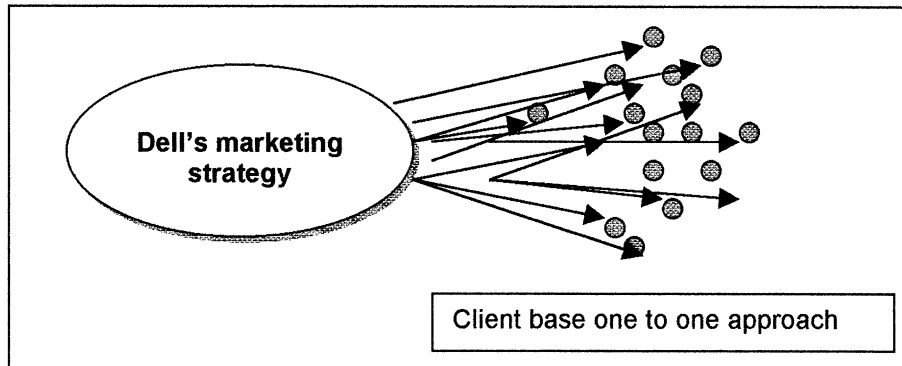 Dell's marketing
strategy
Client base one to one approach